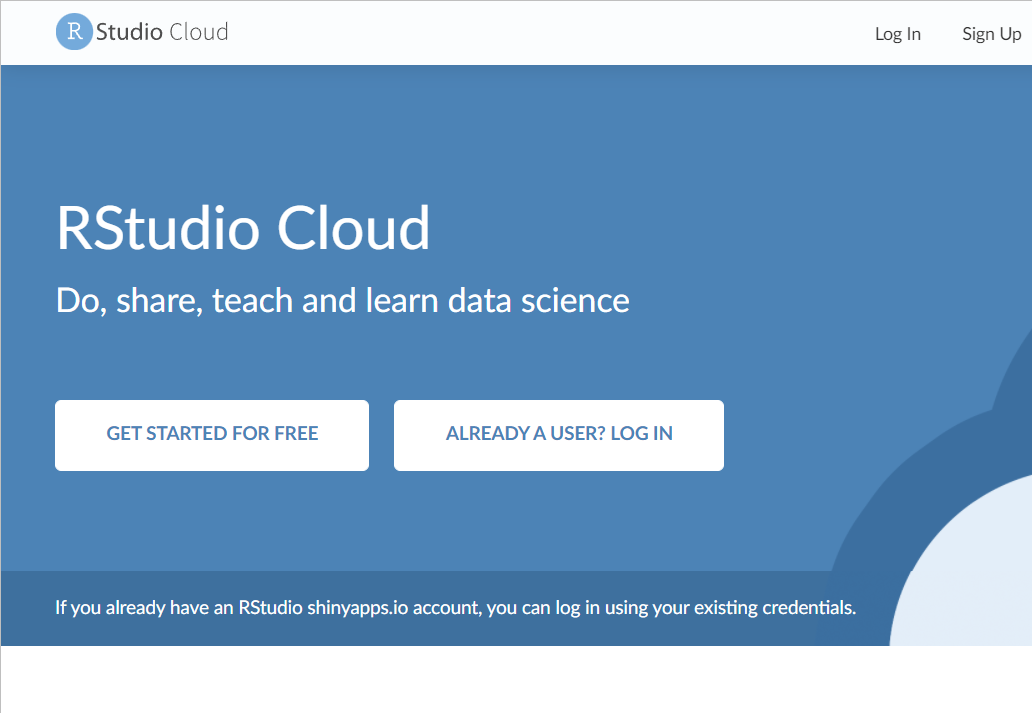 RStudio Cloud
Log In
Sign Up
RStudio Cloud
Do, share, teach and learn data science
GET STARTED FOR FREE
ALREADY A USER? LOG IN
If you already have an RStudio shinyapps.io account, you can log in using your existing credentials.